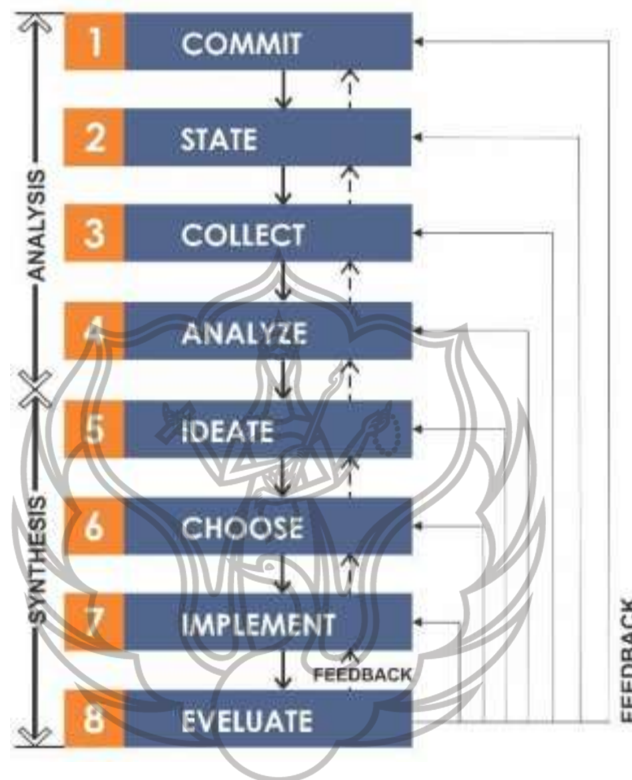 1 COMMIT
2 STATE
3 COLLECT
4 ANALYZE
5 IDEATE
6 CHOOSE
7 IMPLEMENT
FEEDBACK
8 EVELUATE
ANALYSIS
SYNTHESIS
FEEDBACK